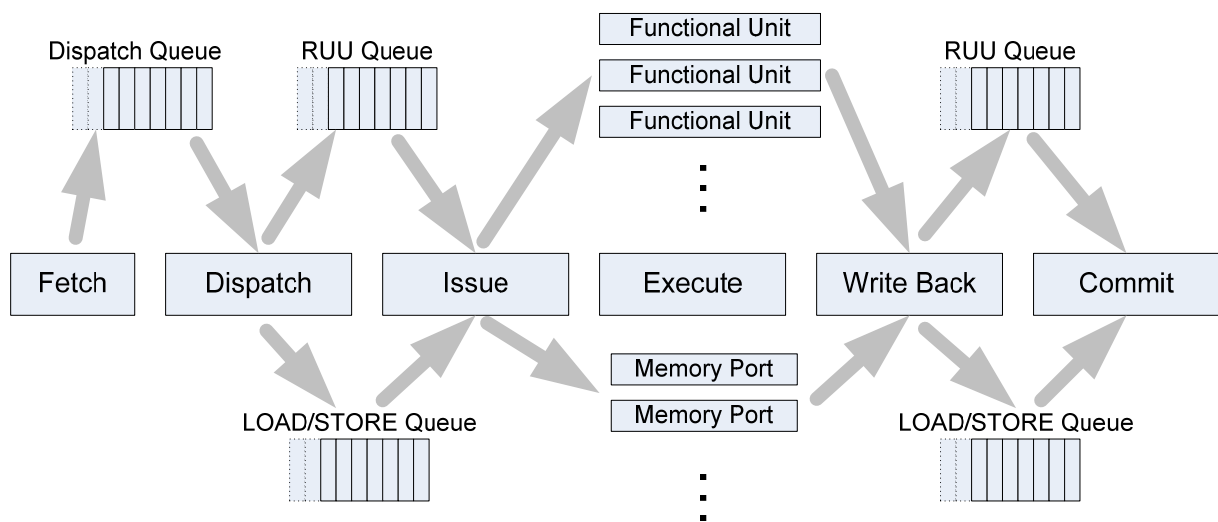 Functional Unit
Dispatch Queue
RUU Queue
RUU Queue
Functional Unit
Functional Unit
Fetch
Dispatch
Issue
Execute
Write Back
Commit
Memory Port
Memory Port
LOAD/STORE Queue
LOAD/STORE Queue